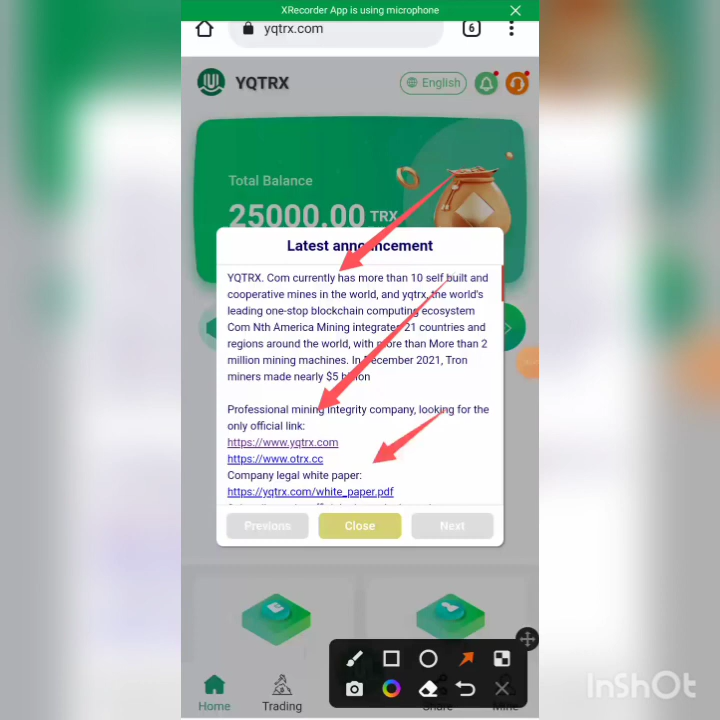 XRecorder App is using microphone
yqtrx.com
6
YQTRX
English
Total Balance
25000.00 TRX
Latest announcement
YQTRX. Com currently has more than 10 self built and
cooperative mines in the world, and yqtrx, the world's
leading one-stop blockchain computing ecosystem
Com Nth America Mining integrates 21 countries and
regions around the world, with more than More than 2
million mining machines. In December 2021, Tron
miners made nearly $5 billion
Professional mining integrity company, looking for the
only official link:
https://www.yqtrx.com
https://www.otrx.cc
Company legal white paper:
https://yqtrx.com/white_paper.pdf
Previons
Close
Next
Home
Trading
Share
Mine
InShOt